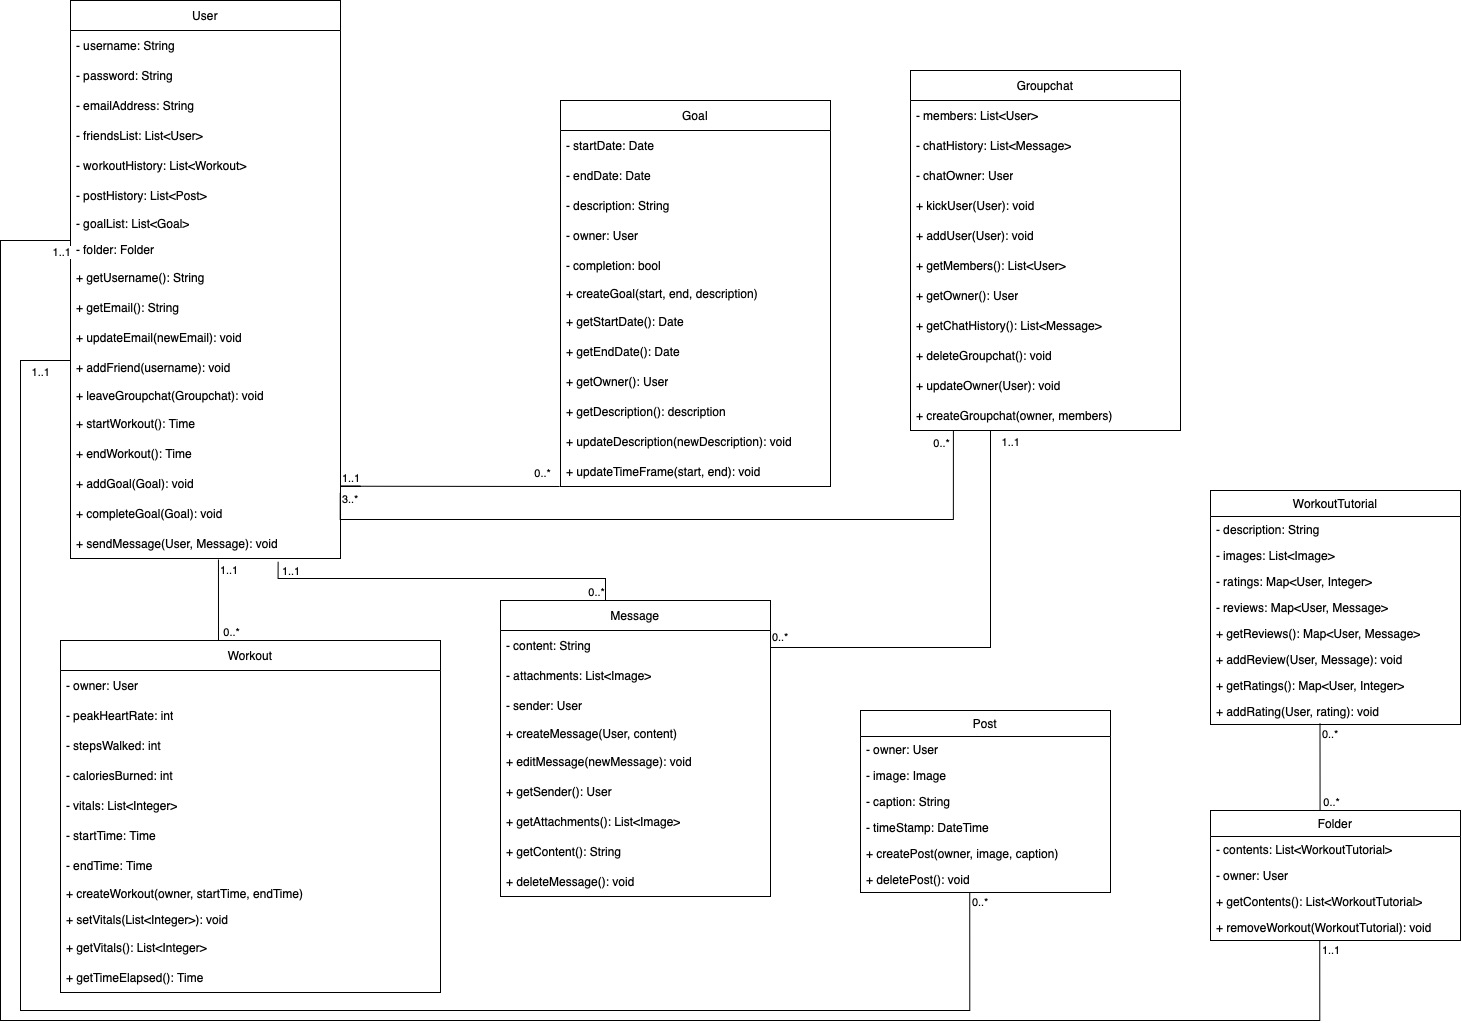 User
- username: String
- password: String
- emailAddress: String
- friendsList: List<User>
- workoutHistory: List<Workout>
- postHistory: List<Post>
- goalList: List<Goal>
- folder: Folder
+ getUsername(): String
+ getEmail(): String
+ updateEmail(newEmail): void
+ addFriend(username): void
+ leaveGroupchat(Groupchat): void
+ startWorkout(): Time
+ endWorkout(): Time
+ addGoal(Goal): void
+ completeGoal(Goal): void
+ sendMessage(User, Message): void
1..1
1..1
1..1
3..*
1..1
1..1
Goal
- startDate: Date
- endDate: Date
- description: String
- owner: User
- completion: bool
+ createGoal(start, end, description)
+ getStartDate(): Date
+ getEndDate(): Date
+ getOwner(): User
+ getDescription(): description
+ updateDescription(newDescription): void
+ updateTimeFrame(start, end): void
0..*
Groupchat
- members: List<User>
- chatHistory: List<Message>
- chatOwner: User
+ kickUser(User): void
+ addUser(User): void
+ getMembers(): List<User>
+ getOwner(): User
+ getChatHistory(): List<Message>
+ deleteGroupchat(): void
+ updateOwner(User): void
+ createGroupchat(owner, members)
0..*
1..1
WorkoutTutorial
- description: String
- images: List<Image>
- ratings: Map<User, Integer>
- reviews: Map<User, Message>
+ getReviews(): Map<User, Message>
+ addReview(User, Message): void
+ getRatings(): Map<User, Integer>
+ addRating(User, rating): void
0..*
0..*
Workout
- owner: User
- peakHeartRate: int
- stepsWalked: int
- caloriesBurned: int
- vitals: List<Integer>
- startTime: Time
- endTime: Time
+ createWorkout(owner, startTime, endTime)
+ setVitals(List<Integer>): void
+ getVitals(): List<Integer>
+ getTimeElapsed(): Time
0..*
Message
- content: String
- attachments: List<Image>
- sender: User
+ createMessage(User, content)
+ editMessage(newMessage): void
+ getSender(): User
+ getAttachments(): List<Image>
+ getContent(): String
+ deleteMessage(): void
0..*
Post
- owner: User
- image: Image
- caption: String
- timeStamp: DateTime
+ createPost(owner, image, caption)
+ deletePost(): void
0..*
0..*
Folder
- contents: List<WorkoutTutorial>
- owner: User
+ getContents(): List<WorkoutTutorial>
+ removeWorkout(WorkoutTutorial): void
1..1